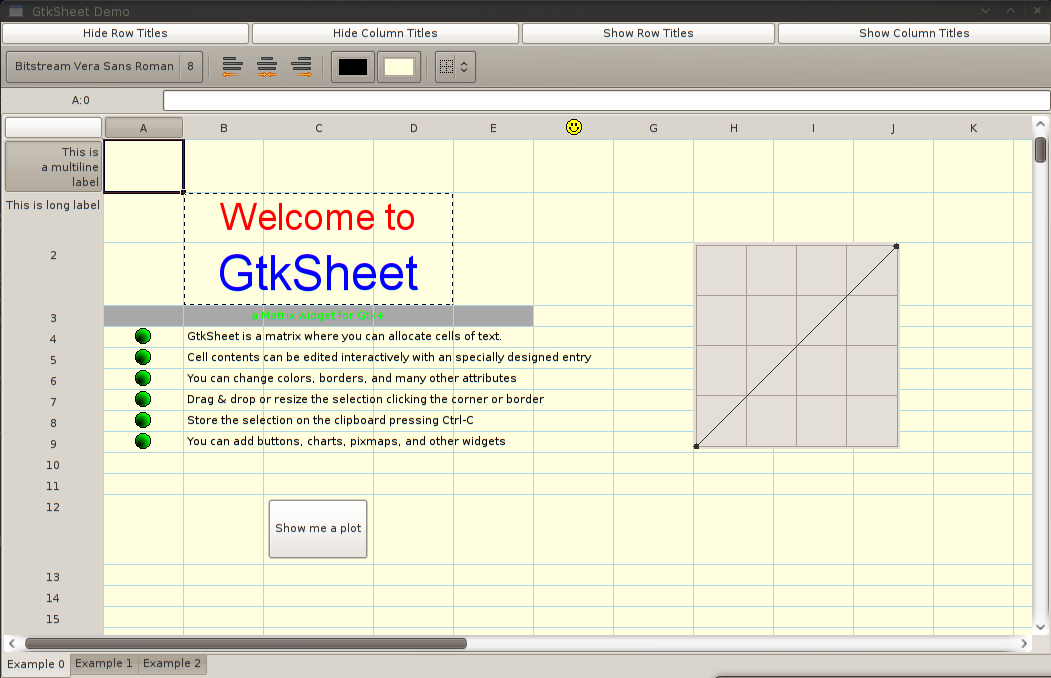 GtkSheet Demo
Hide Row Titles
Hide Column Titles
Show Row Titles
Show Column Titles
Bitstream Vera Sans Roman 8
A:0
A B C D E G H I J K
This is
a multiline
label
This is long label
Welcome to
2
GtkSheet
3 a Matrix widget for Gtk+
4 GtkSheet is a matrix where you can allocate cells of text.
5 Cell contents can be edited interactively with an specially designed entry
6 You can change colors, borders, and many other attributes
7 Drag & drop or resize the selection clicking the corner or border
8 Store the selection on the clipboard pressing Ctrl-C
9 You can add buttons, charts, pixmaps, and other widgets
10
11
12
Show me a plot
13
14
15
Example 0 Example 1 Example 2